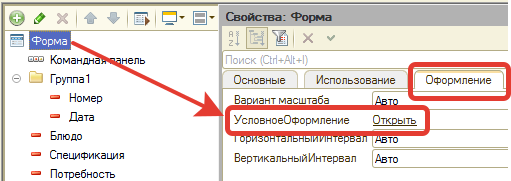 Форма
Командная панель
Группа1
Номер
Дата
Блюдо
Спецификация
Потребность
Свойства: Форма
Поиск (Ctrl+Alt+I)
Основные Использование Оформление
Вариант масштаба Авто
УсловноеОформление Открыть
ГоризонтальныйИнтервал Авто
ВертикальныйИнтервал Авто